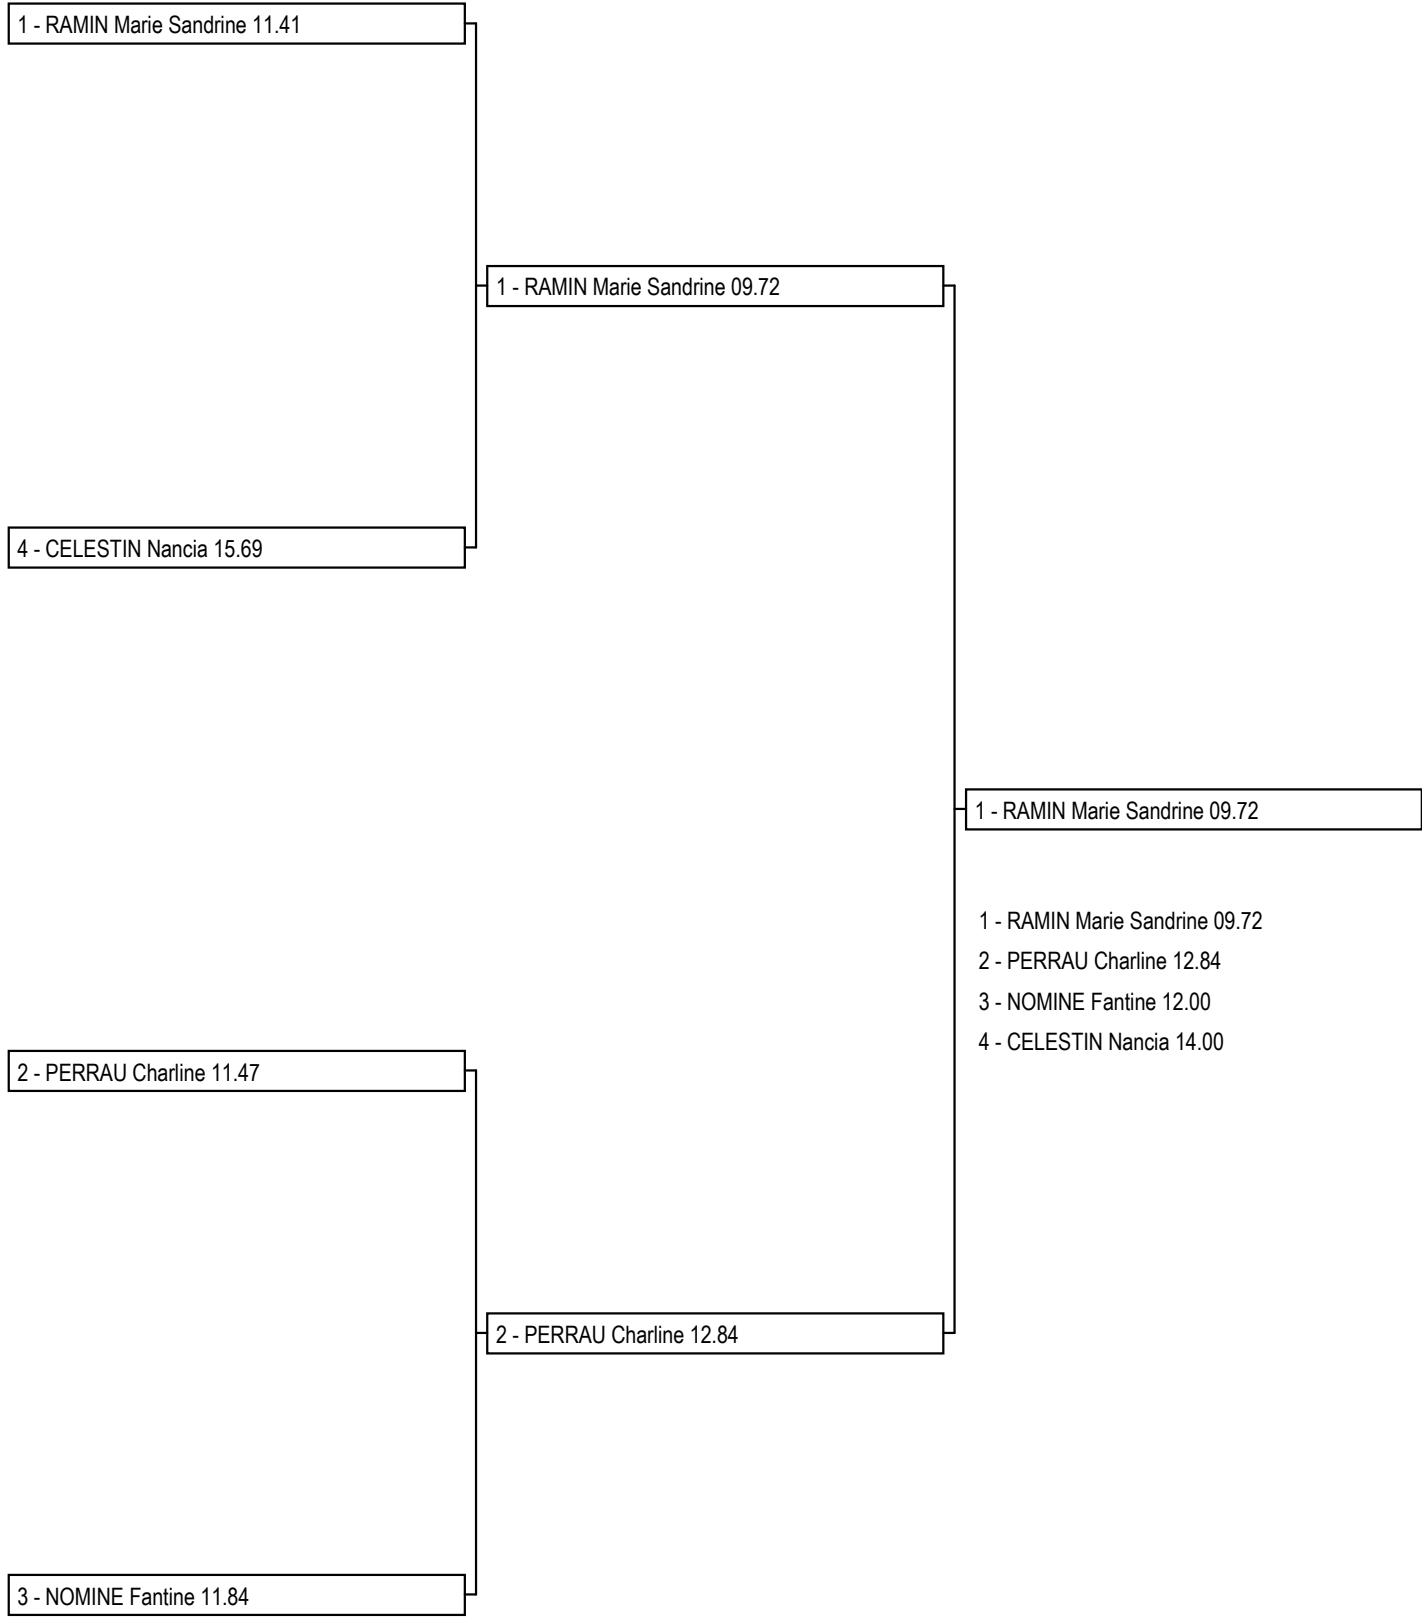 1 - RAMIN Marie Sandrine 11.41
1 - RAMIN Marie Sandrine 09.72
4 - CELESTIN Nancia 15.69
1 - RAMIN Marie Sandrine 09.72
1 - RAMIN Marie Sandrine 09.72
2 - PERRAU Charline 12.84
3 - NOMINE Fantine 12.00
4 - CELESTIN Nancia 14.00
2 - PERRAU Charline 11.47
2 - PERRAU Charline 12.84
3 - NOMINE Fantine 11.84